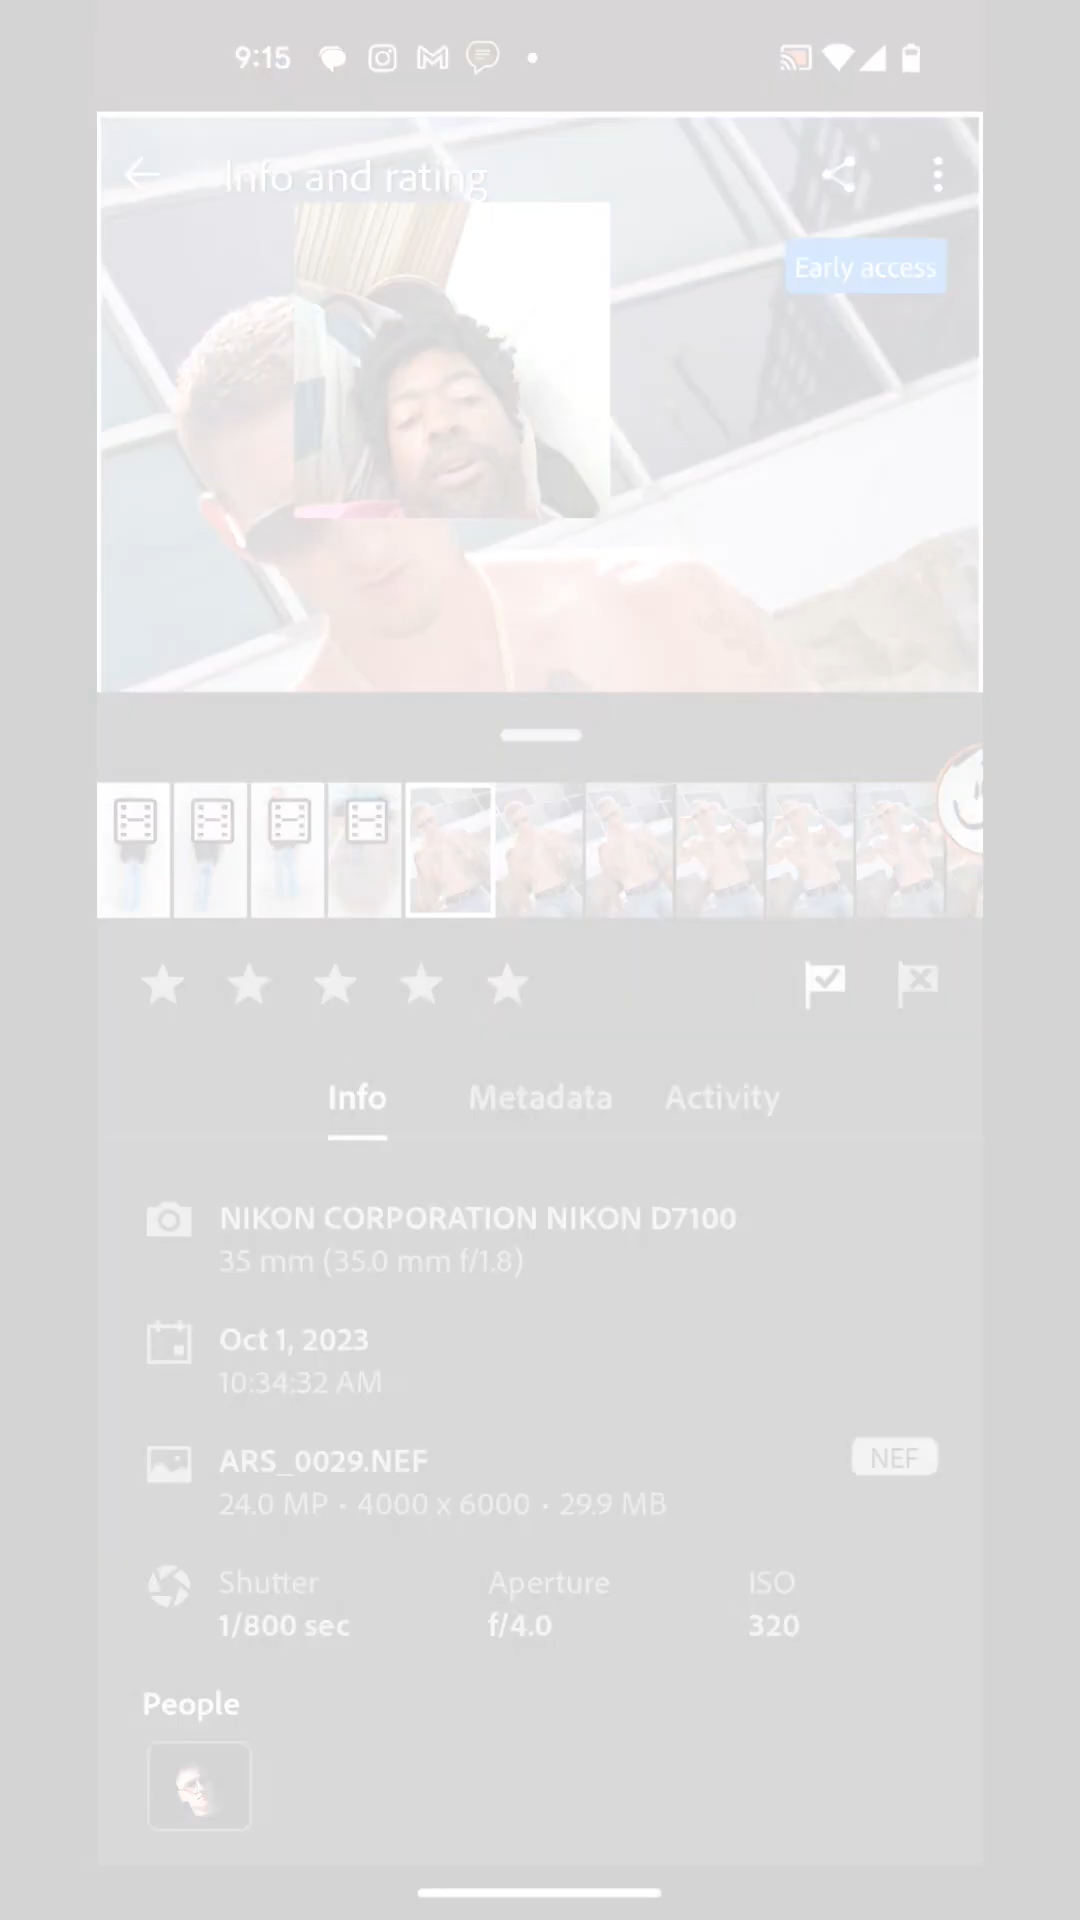 9:15
Info and rating
Early access
Info Metadata Activity
NIKON CORPORATION NIKON D7100
35 mm (35.0 mm f/1.8)
Oct 1, 2023
10:34:32 AM
ARS_0029.NEF NEF
24.0 MP · 4000 x 6000 · 29.9 MB
Shutter Aperture ISO
1/800 sec f/4.0 320
People